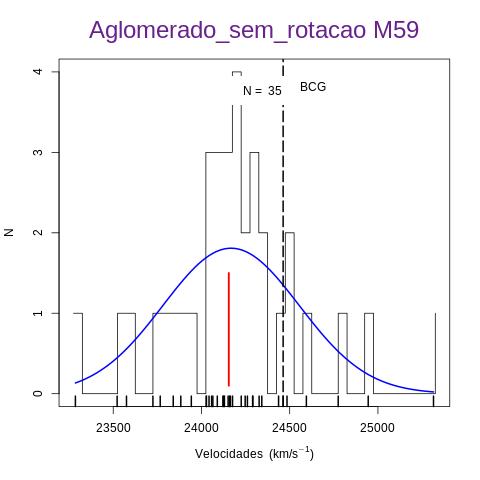 Aglomerado_sem_rotacao M59
N = 35
BCG
4
3
2
1
0
N
23500 24000 24500 25000
Velocidades (km/s⁻¹)